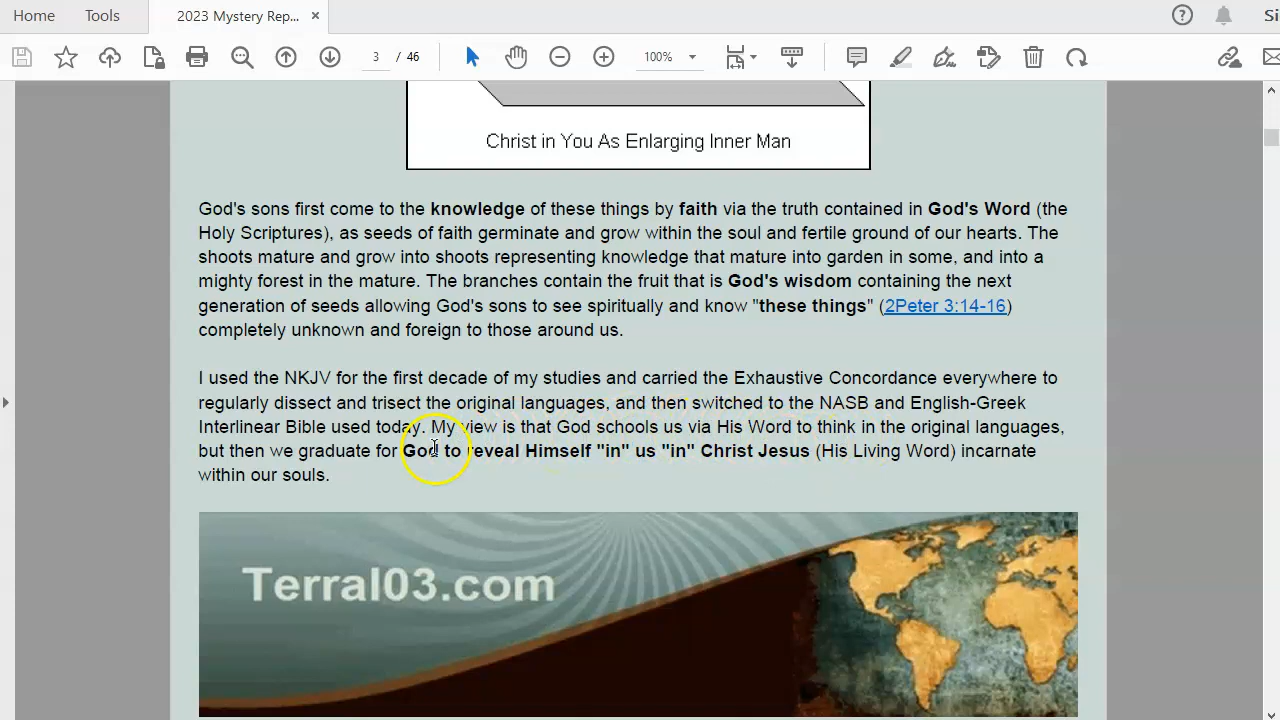 Home Tools 2023 Mystery Rep... × Si
3 / 46 100%
Christ in You As Enlarging Inner Man
God's sons first come to the knowledge of these things by faith via the truth contained in God's Word (the
Holy Scriptures), as seeds of faith germinate and grow within the soul and fertile ground of our hearts. The
shoots mature and grow into shoots representing knowledge that mature into garden in some, and into a
mighty forest in the mature. The branches contain the fruit that is God's wisdom containing the next
generation of seeds allowing God's sons to see spiritually and know "these things" (2Peter 3:14-16)
completely unknown and foreign to those around us.
I used the NKJV for the first decade of my studies and carried the Exhaustive Concordance everywhere to
regularly dissect and trisect the original languages, and then switched to the NASB and English-Greek
Interlinear Bible used today. My view is that God schools us via His Word to think in the original languages,
but then we graduate for God to reveal Himself "in" us "in" Christ Jesus (His Living Word) incarnate
within our souls.
Terral03.com